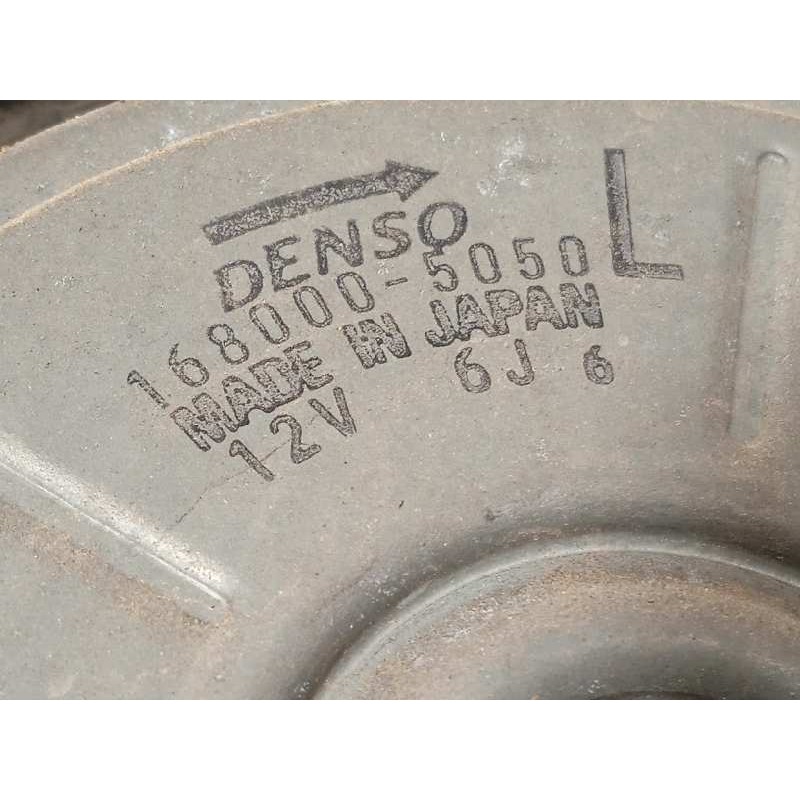 DENSO
168000-5050 L
MADE IN JAPAN
12V 6J 6